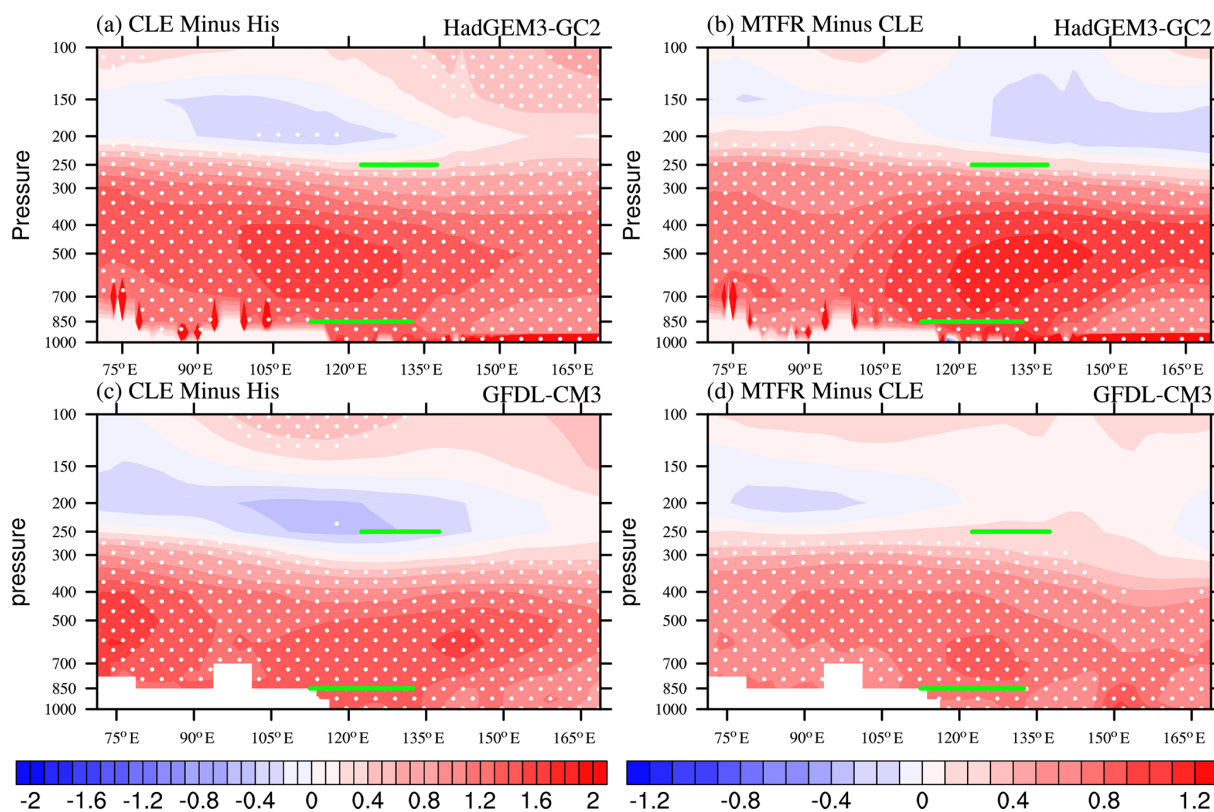 (a) CLE Minus His HadGEM3-GC2 (b) MTFR Minus CLE HadGEM3-GC2
100 100
150 150
200 200
250 250
300 300
400 400
500 500
700 700
850 850
1000 1000
Pressure Pressure
75°E 90°E 105°E 120°E 135°E 150°E 165°E 75°E 90°E 105°E 120°E 135°E 150°E 165°E
(c) CLE Minus His GFDL-CM3 (d) MTFR Minus CLE GFDL-CM3
100 100
150 150
200 200
250 250
300 300
400 400
500 500
700 700
850 850
1000 1000
pressure pressure
75°E 90°E 105°E 120°E 135°E 150°E 165°E 75°E 90°E 105°E 120°E 135°E 150°E 165°E
-2 -1.6 -1.2 -0.8 -0.4 0 0.4 0.8 1.2 1.6 2 -1.2 -0.8 -0.4 0 0.4 0.8 1.2